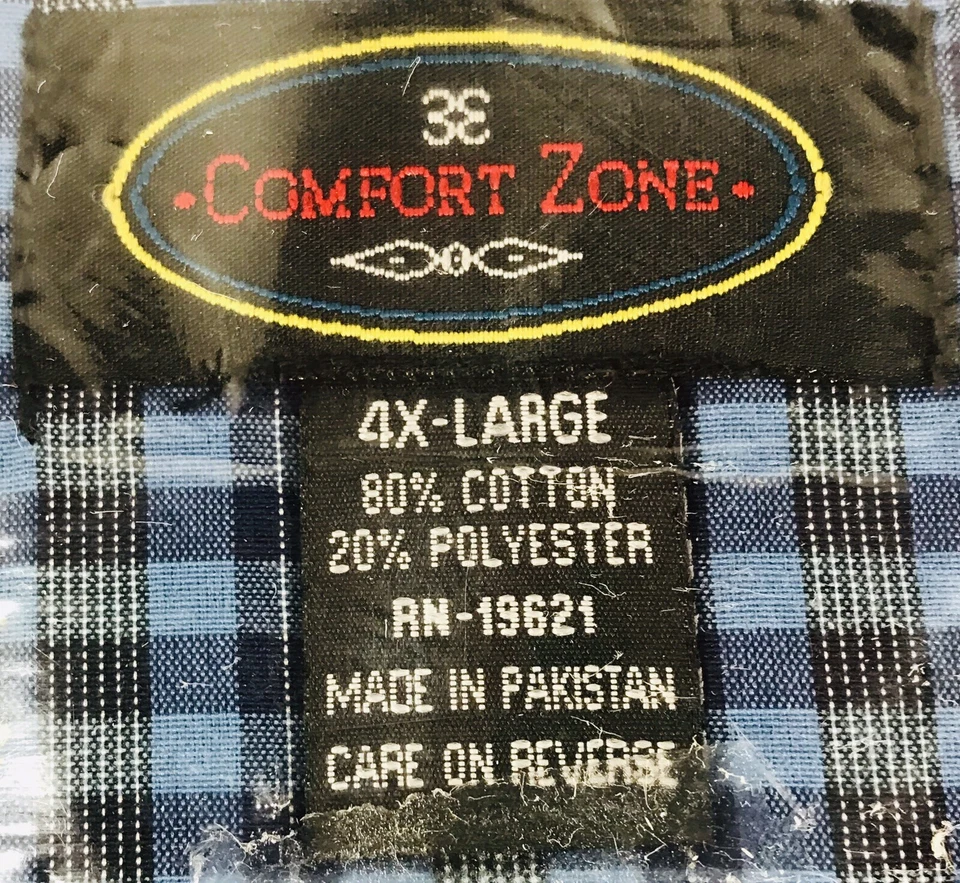 •COMFORT ZONE•
4X-LARGE
80% COTTON
20% POLYESTER
RN-19621
MADE IN PAKISTAN
CARE ON REVERSE